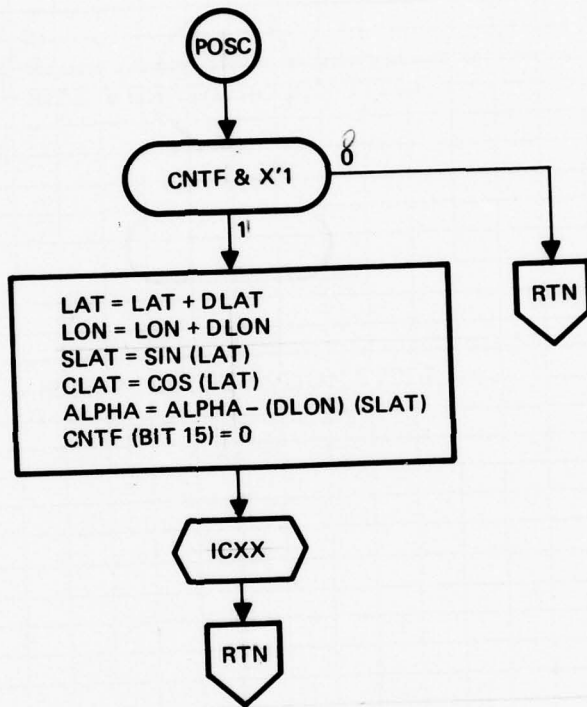 POSC
CNTF & X'1
0
1
RTN
LAT = LAT + DLAT
LON = LON + DLON
SLAT = SIN (LAT)
CLAT = COS (LAT)
ALPHA = ALPHA – (DLON) (SLAT)
CNTF (BIT 15) = 0
ICXX
RTN